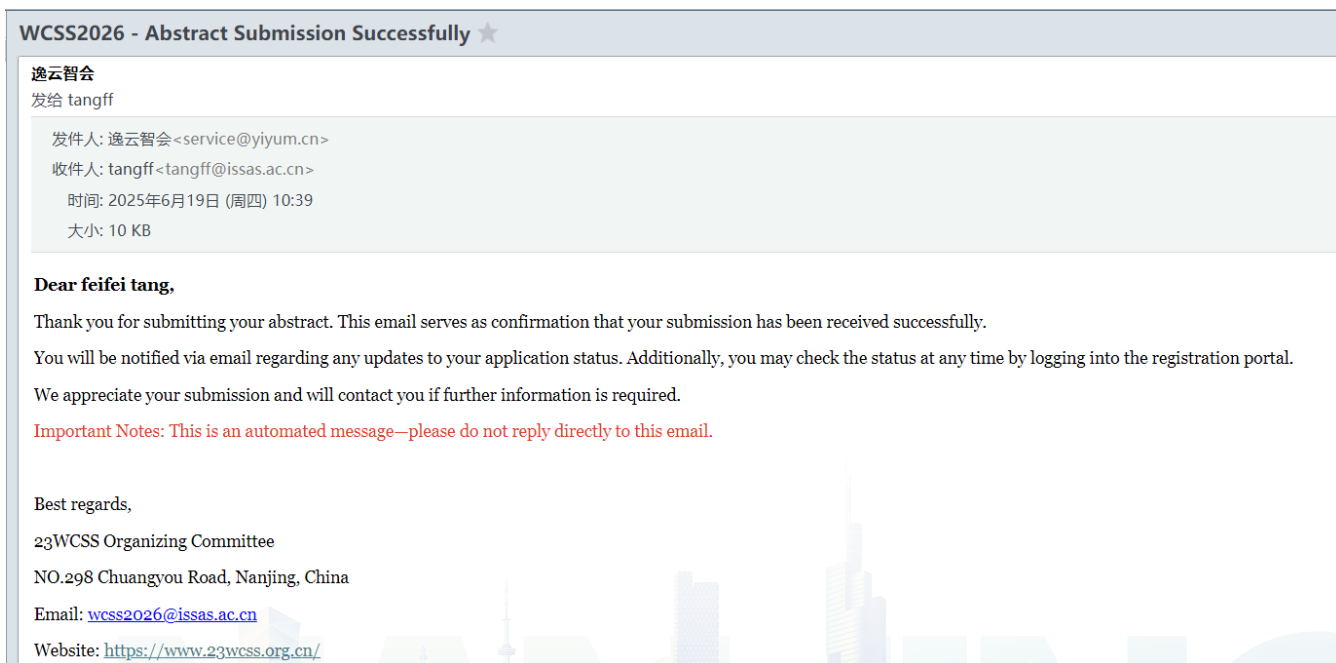 WCSS2026 - Abstract Submission Successfully
逸云智会
发给 tangff
发件人: 逸云智会<service@yiyum.cn>
收件人: tangff<tangff@issas.ac.cn>
时间: 2025年6月19日 (周四) 10:39
大小: 10 KB
Dear feifei tang,
Thank you for submitting your abstract. This email serves as confirmation that your submission has been received successfully.
You will be notified via email regarding any updates to your application status. Additionally, you may check the status at any time by logging into the registration portal.
We appreciate your submission and will contact you if further information is required.
Important Notes: This is an automated message—please do not reply directly to this email.
Best regards,
23WCSS Organizing Committee
NO.298 Chuangyou Road, Nanjing, China
Email: wcss2026@issas.ac.cn
Website: https://www.23wcss.org.cn/